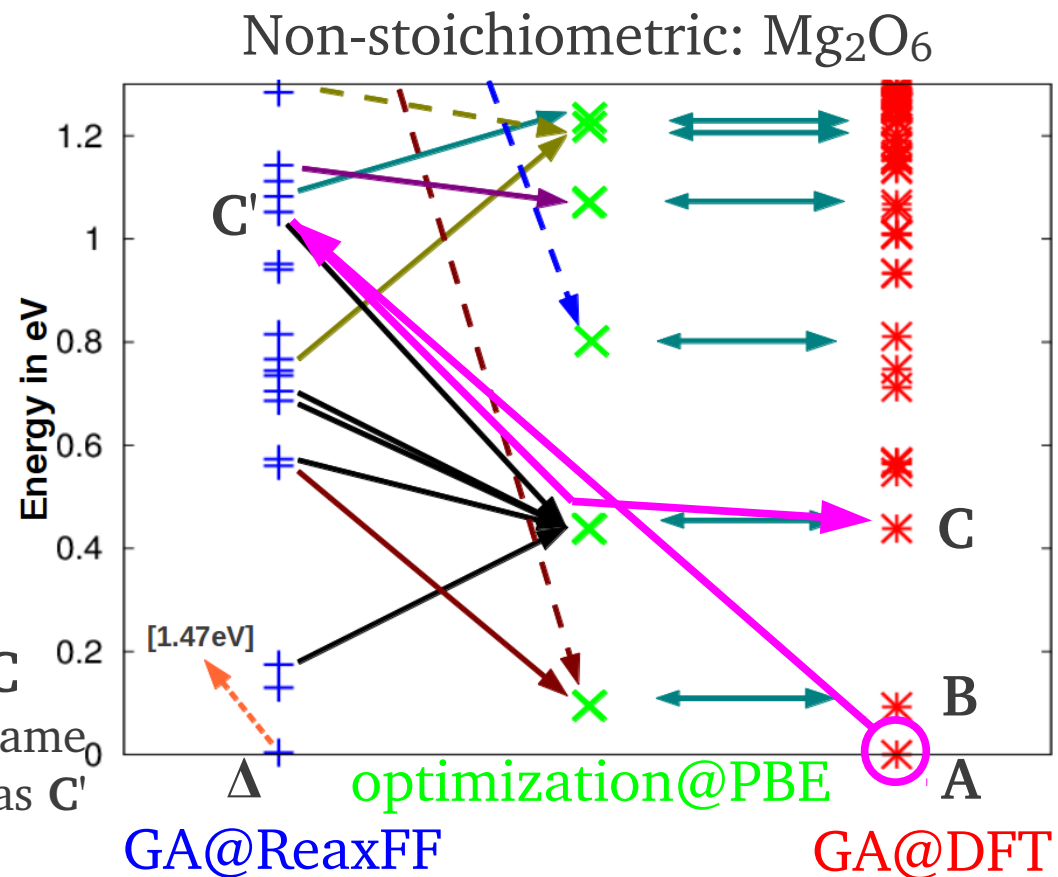 Non-stoichiometric: Mg₂O₆
1.2
C'
1
Energy in eV
0.8
0.6
C
0.4
[1.47eV]
0.2
C
B
ame
0
as C'
Δ
optimization@PBE
A
GA@ReaxFF
GA@DFT